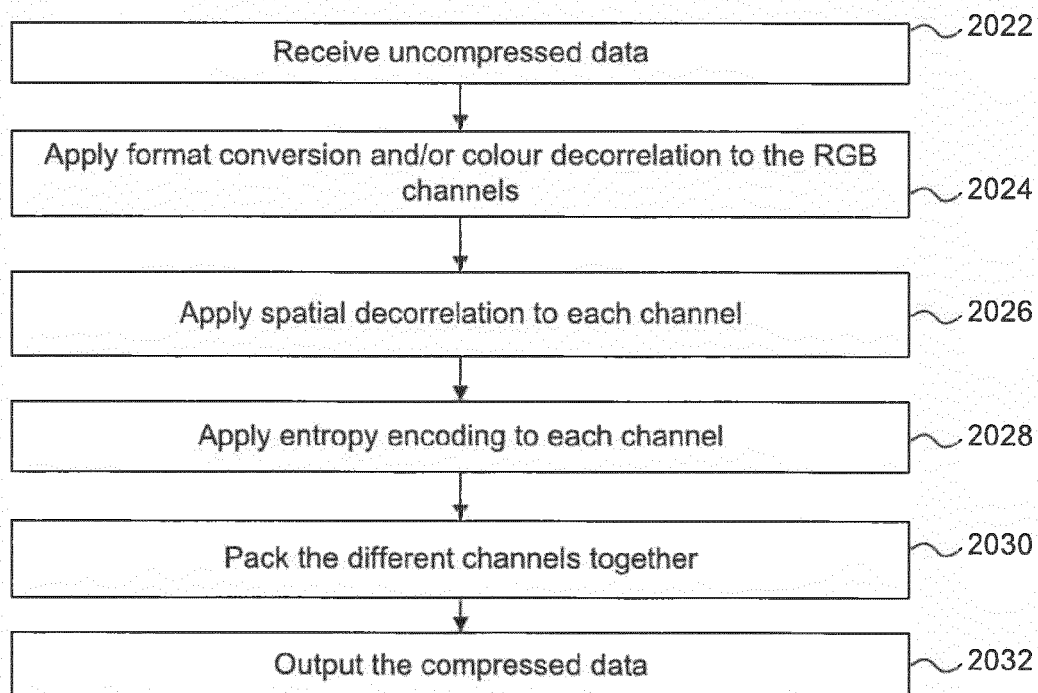 Receive uncompressed data
2022
Apply format conversion and/or colour decorrelation to the RGB
channels
2024
Apply spatial decorrelation to each channel
2026
Apply entropy encoding to each channel
2028
Pack the different channels together
2030
Output the compressed data
2032